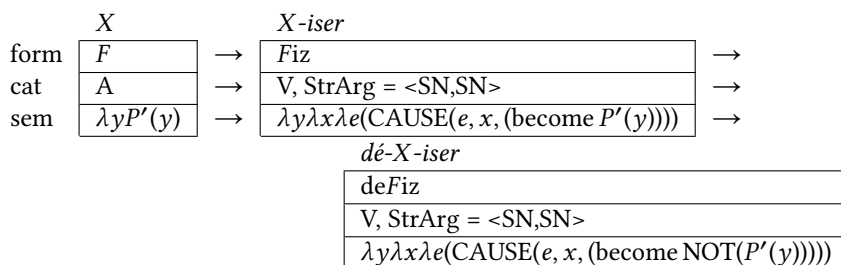 X X-iser
form F → Fiz →
cat A → V, StrArg = <SN,SN> →
sem λyP′(y) → λyλxλe(CAUSE(e, x, (become P′(y)))) →
dé-X-iser
deFiz
V, StrArg = <SN,SN>
λyλxλe(CAUSE(e, x, (become NOT(P′(y)))))